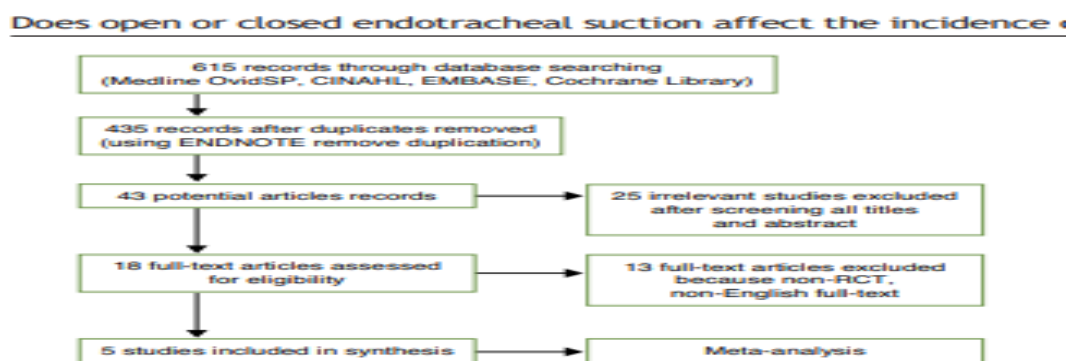 Does open or closed endotracheal suction affect the incidence
615 records through database searching
(Medline OvidSP, CINAHL, EMBASE, Cochrane Library)
435 records after duplicates removed
(using ENDNOTE remove duplication)
43 potential articles records
25 irrelevant studies excluded
after screening all titles
and abstract
18 full-text articles assessed
for eligibility
13 full-text articles excluded
because non-RCT,
non-English full-text
5 studies included in synthesis
Meta-analysis